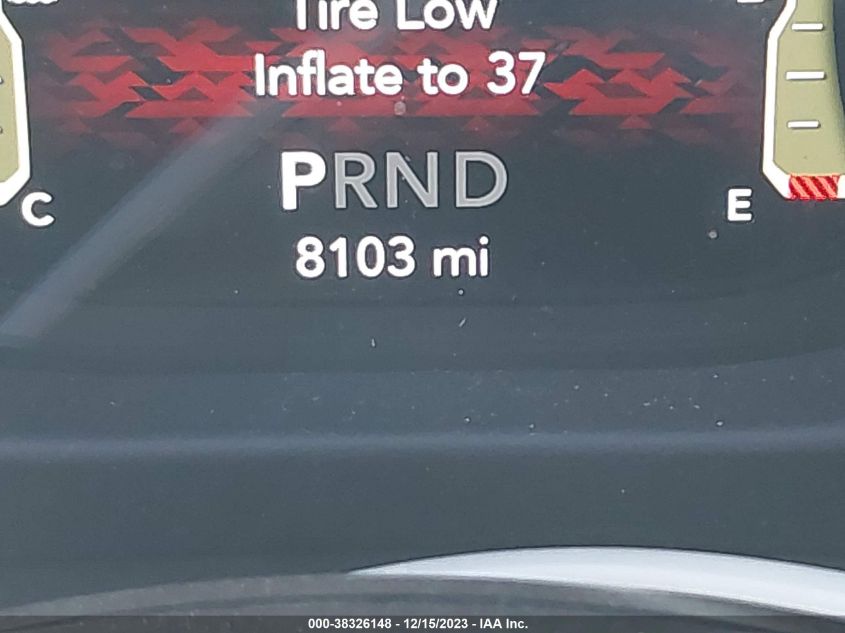 Tire Low
Inflate to 37
PRND
C
E
8103 mi
000-38326148 - 12/15/2023 - IAA Inc.